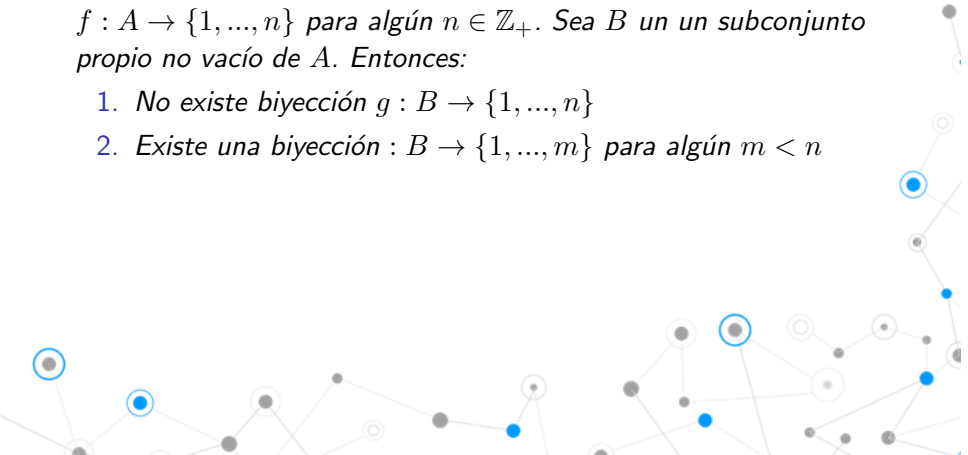 f : A → {1, ..., n} para algún n ∈ ℤ₊. Sea B un un subconjunto
propio no vacío de A. Entonces:
1. No existe biyección g : B → {1, ..., n}
2. Existe una biyección : B → {1, ..., m} para algún m < n